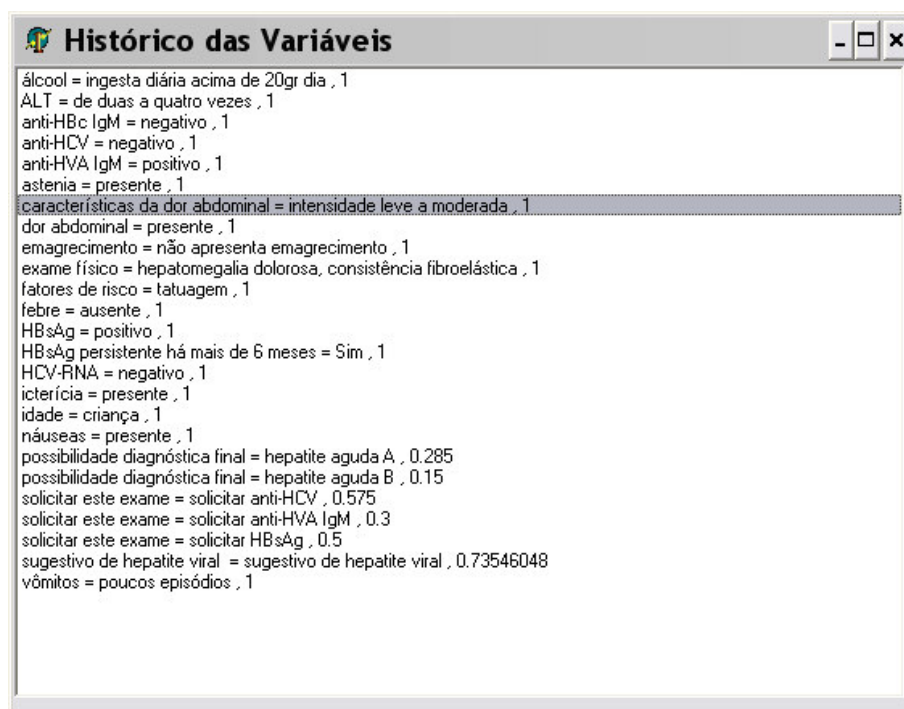 Histórico das Variáveis
álcool = ingesta diária acima de 20gr dia , 1
ALT = de duas a quatro vezes , 1
anti-HBc IgM = negativo , 1
anti-HCV = negativo , 1
anti-HVA IgM = positivo , 1
astenia = presente , 1
características da dor abdominal = intensidade leve a moderada , 1
dor abdominal = presente , 1
emagrecimento = não apresenta emagrecimento , 1
exame físico = hepatomegalia dolorosa, consistência fibroelástica , 1
fatores de risco = tatuagem , 1
febre = ausente , 1
HBsAg = positivo , 1
HBsAg persistente há mais de 6 meses = Sim , 1
HCV-RNA = negativo , 1
icterícia = presente , 1
idade = criança , 1
náuseas = presente , 1
possibilidade diagnóstica final = hepatite aguda A , 0.285
possibilidade diagnóstica final = hepatite aguda B , 0.15
solicitar este exame = solicitar anti-HCV , 0.575
solicitar este exame = solicitar anti-HVA IgM , 0.3
solicitar este exame = solicitar HBsAg , 0.5
sugestivo de hepatite viral  = sugestivo de hepatite viral , 0.73546048
vômitos = poucos episódios , 1